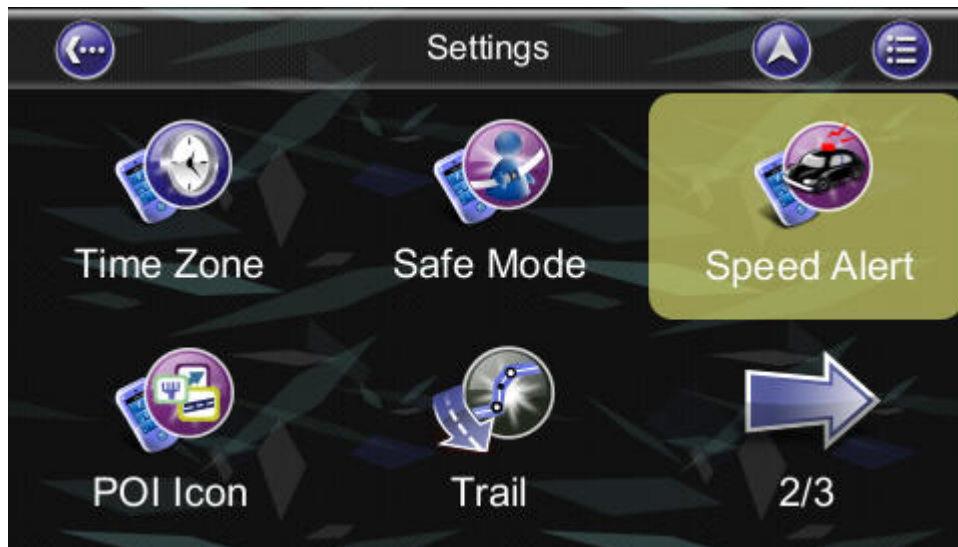 Settings
Time Zone
Safe Mode
Speed Alert
POI Icon
Trail
2/3